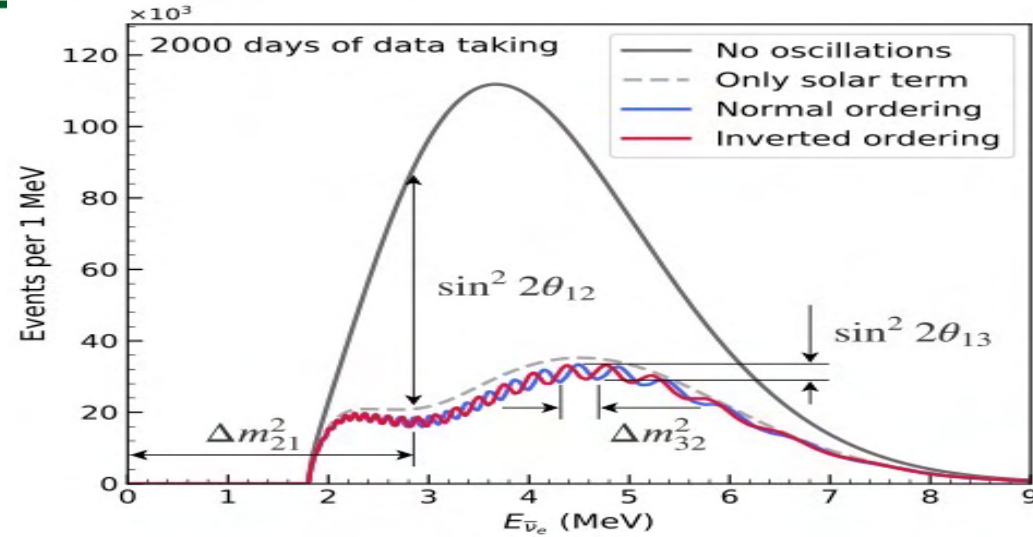 ×10³
2000 days of data taking
No oscillations
Only solar term
Normal ordering
Inverted ordering
Events per 1 MeV
120
100
80
60
40
20
0
sin² 2θ₁₂
sin² 2θ₁₃
Δm²₂₁
Δm²₃₂
0 1 2 3 4 5 6 7 8 9
E_ν̄ₑ (MeV)